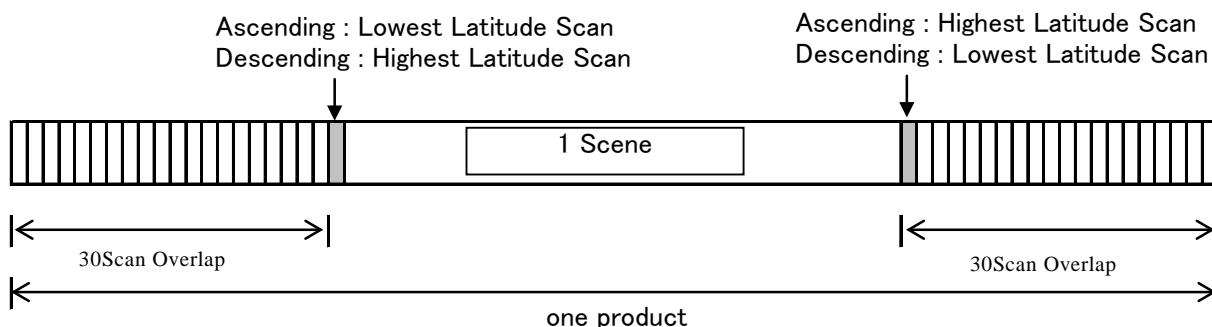 Ascending : Lowest Latitude Scan
Descending : Highest Latitude Scan
Ascending : Highest Latitude Scan
Descending : Lowest Latitude Scan
1 Scene
30Scan Overlap
30Scan Overlap
one product